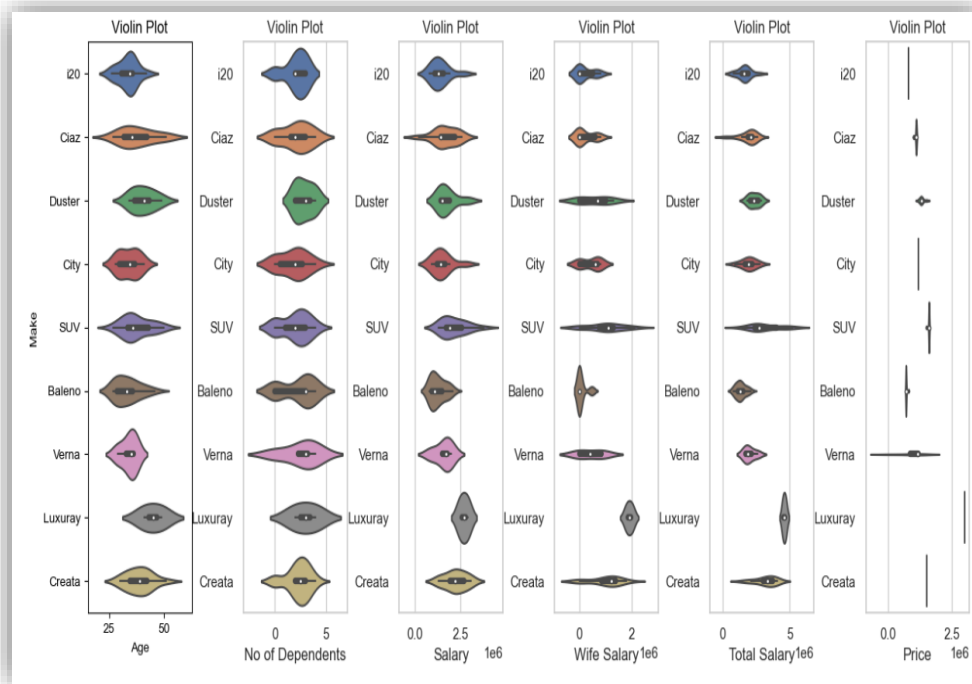 Violin Plot Violin Plot Violin Plot Violin Plot Violin Plot Violin Plot
i20 i20 i20 i20 i20 i20
Ciaz Ciaz Ciaz Ciaz Ciaz Ciaz
Duster Duster Duster Duster Duster Duster
City City City City City City
Make
SUV SUV SUV SUV SUV SUV
Baleno Baleno Baleno Baleno Baleno Baleno
Verna Verna Verna Verna Verna Verna
Luxuray Luxuray Luxuray Luxuray Luxuray Luxuray
Creata Creata Creata Creata Creata Creata
25 50 0 5 0.0 2.5 0 2 0 5 0.0 2.5
Age No of Dependents Salary 1e6 Wife Salary 1e6 Total Salary 1e6 Price 1e6